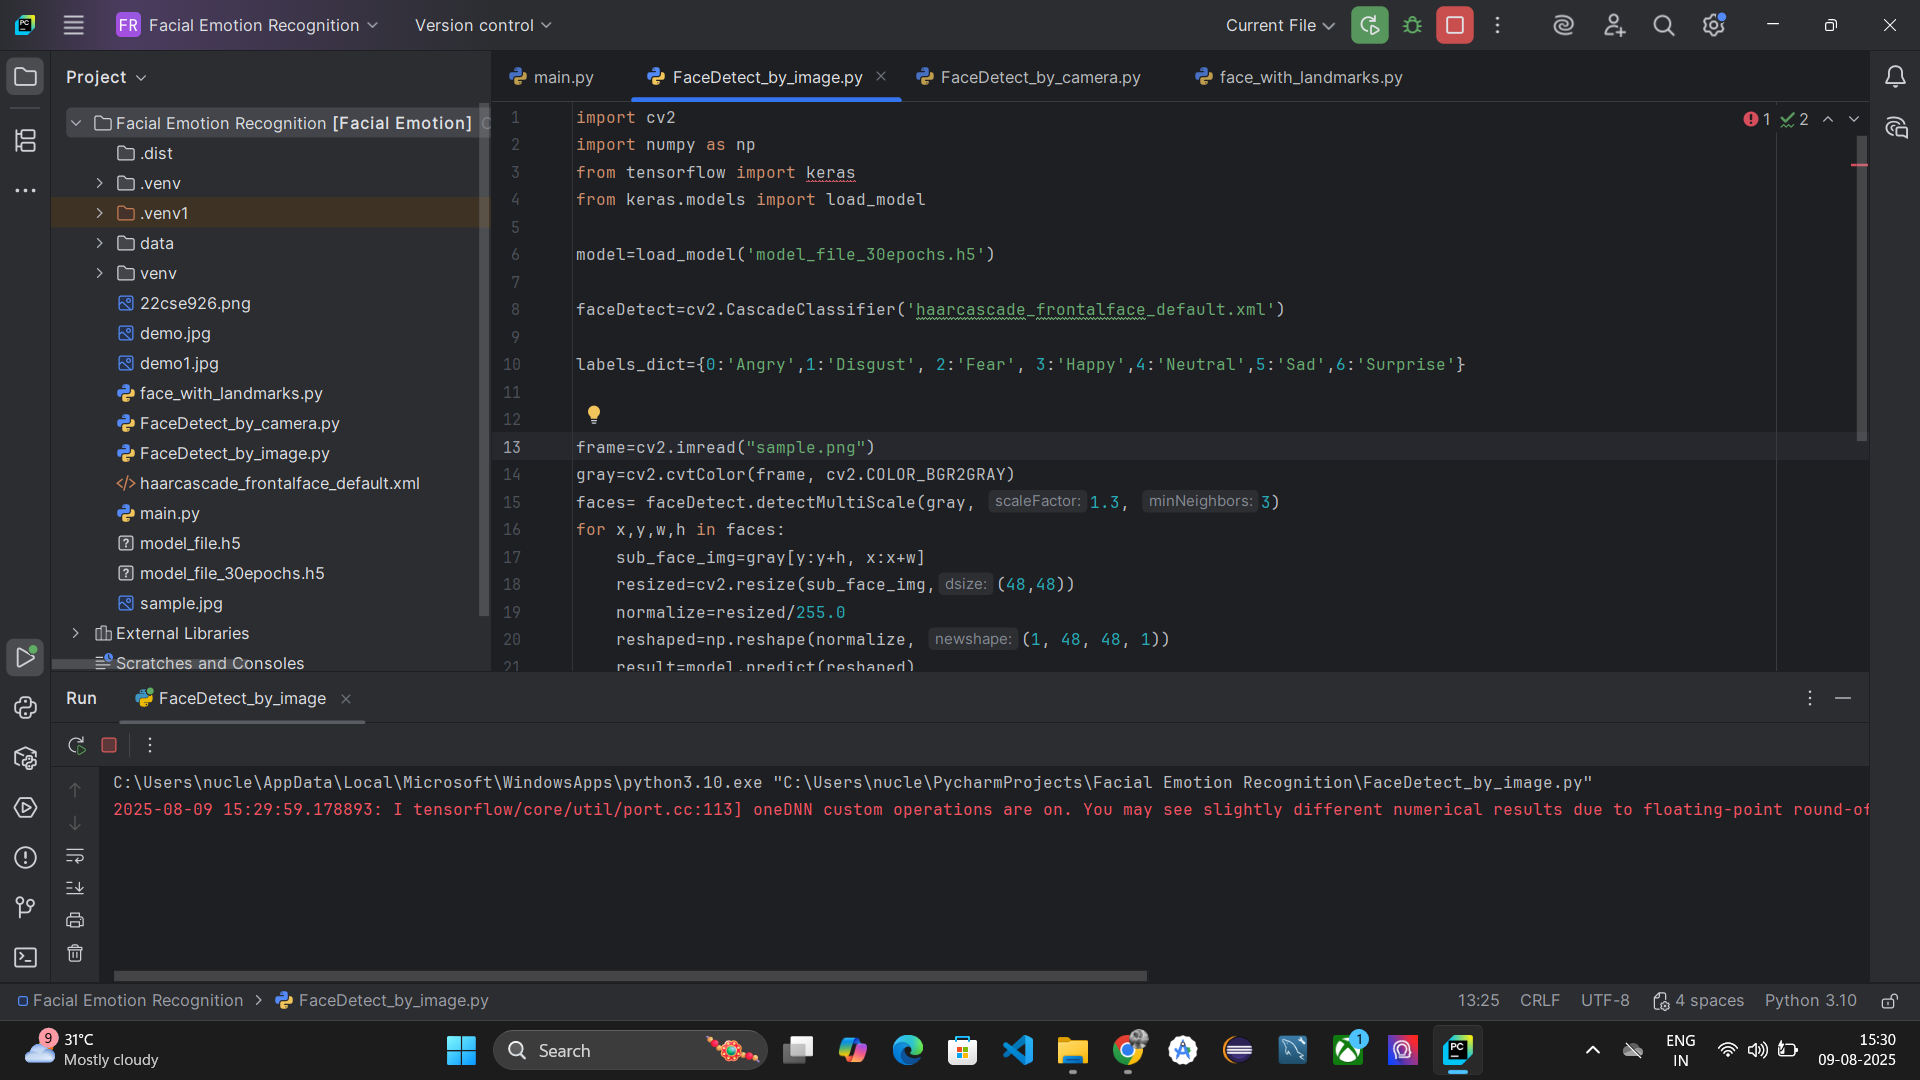 FR Facial Emotion Recognition Version control Current File
Project
Facial Emotion Recognition [Facial Emotion]
.dist
.venv
.venv1
data
venv
22cse926.png
demo.jpg
demo1.jpg
face_with_landmarks.py
FaceDetect_by_camera.py
FaceDetect_by_image.py
haarcascade_frontalface_default.xml
main.py
model_file.h5
model_file_30epochs.h5
sample.jpg
External Libraries
Scratches and Consoles
main.py FaceDetect_by_image.py FaceDetect_by_camera.py face_with_landmarks.py
1 2
1 import cv2
2 import numpy as np
3 from tensorflow import keras
4 from keras.models import load_model
5
6 model=load_model('model_file_30epochs.h5')
7
8 faceDetect=cv2.CascadeClassifier('haarcascade_frontalface_default.xml')
9
10 labels_dict={0:'Angry',1:'Disgust', 2:'Fear', 3:'Happy',4:'Neutral',5:'Sad',6:'Surprise'}
11
12
13 frame=cv2.imread("sample.png")
14 gray=cv2.cvtColor(frame, cv2.COLOR_BGR2GRAY)
15 faces= faceDetect.detectMultiScale(gray, scaleFactor: 1.3, minNeighbors: 3)
16 for x,y,w,h in faces:
17 sub_face_img=gray[y:y+h, x:x+w]
18 resized=cv2.resize(sub_face_img, dsize: (48,48))
19 normalize=resized/255.0
20 reshaped=np.reshape(normalize, newshape: (1, 48, 48, 1))
21 result=model.predict(reshaped)
Run FaceDetect_by_image
C:\Users\nucle\AppData\Local\Microsoft\WindowsApps\python3.10.exe "C:\Users\nucle\PycharmProjects\Facial Emotion Recognition\FaceDetect_by_image.py"
2025-08-09 15:29:59.178893: I tensorflow/core/util/port.cc:113] oneDNN custom operations are on. You may see slightly different numerical results due to floating-point round-of
Facial Emotion Recognition > FaceDetect_by_image.py 13:25 CRLF UTF-8 4 spaces Python 3.10
9 31°C
Mostly cloudy
Search
1
ENG
IN
15:30
09-08-2025